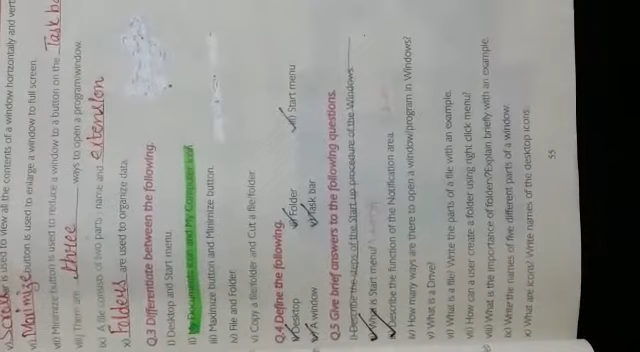 Scroller is used to view all the contents of a window horizontally and vert
vi) Maximize button is used to enlarge a window to full screen.
vii) Minimize button is used to reduce a window to a button on the Task ba
viii) There are three ways to open a program/window.
ix) A file consists of two parts name and extension
x) Folders are used to organize data.
Q.3 Differentiate between the following.
i) Desktop and Start menu
ii) My Documents icon and My Computer icon
iii) Maximize button and Minimize button
iv) File and Folder
v) Copy a file/folder and Cut a file/folder
Q.4 Define the following.
Desktop Folder Start menu
A window Task bar
Q.5 Give brief answers to the following questions.
i) Describe the steps of the Start up procedure of the Windows.
What is Start menu?
Describe the function of the Notification area.
iv) How many ways are there to open a window/program in Windows?
v) What is a Drive?
vi) What is a file? Write the parts of a file with an example.
vii) How can a user create a folder using right click menu?
viii) What is the importance of folder? Explain briefly with an example.
ix) Write the names of five different parts of a window.
x) What are icons? Write names of the desktop icons.
55